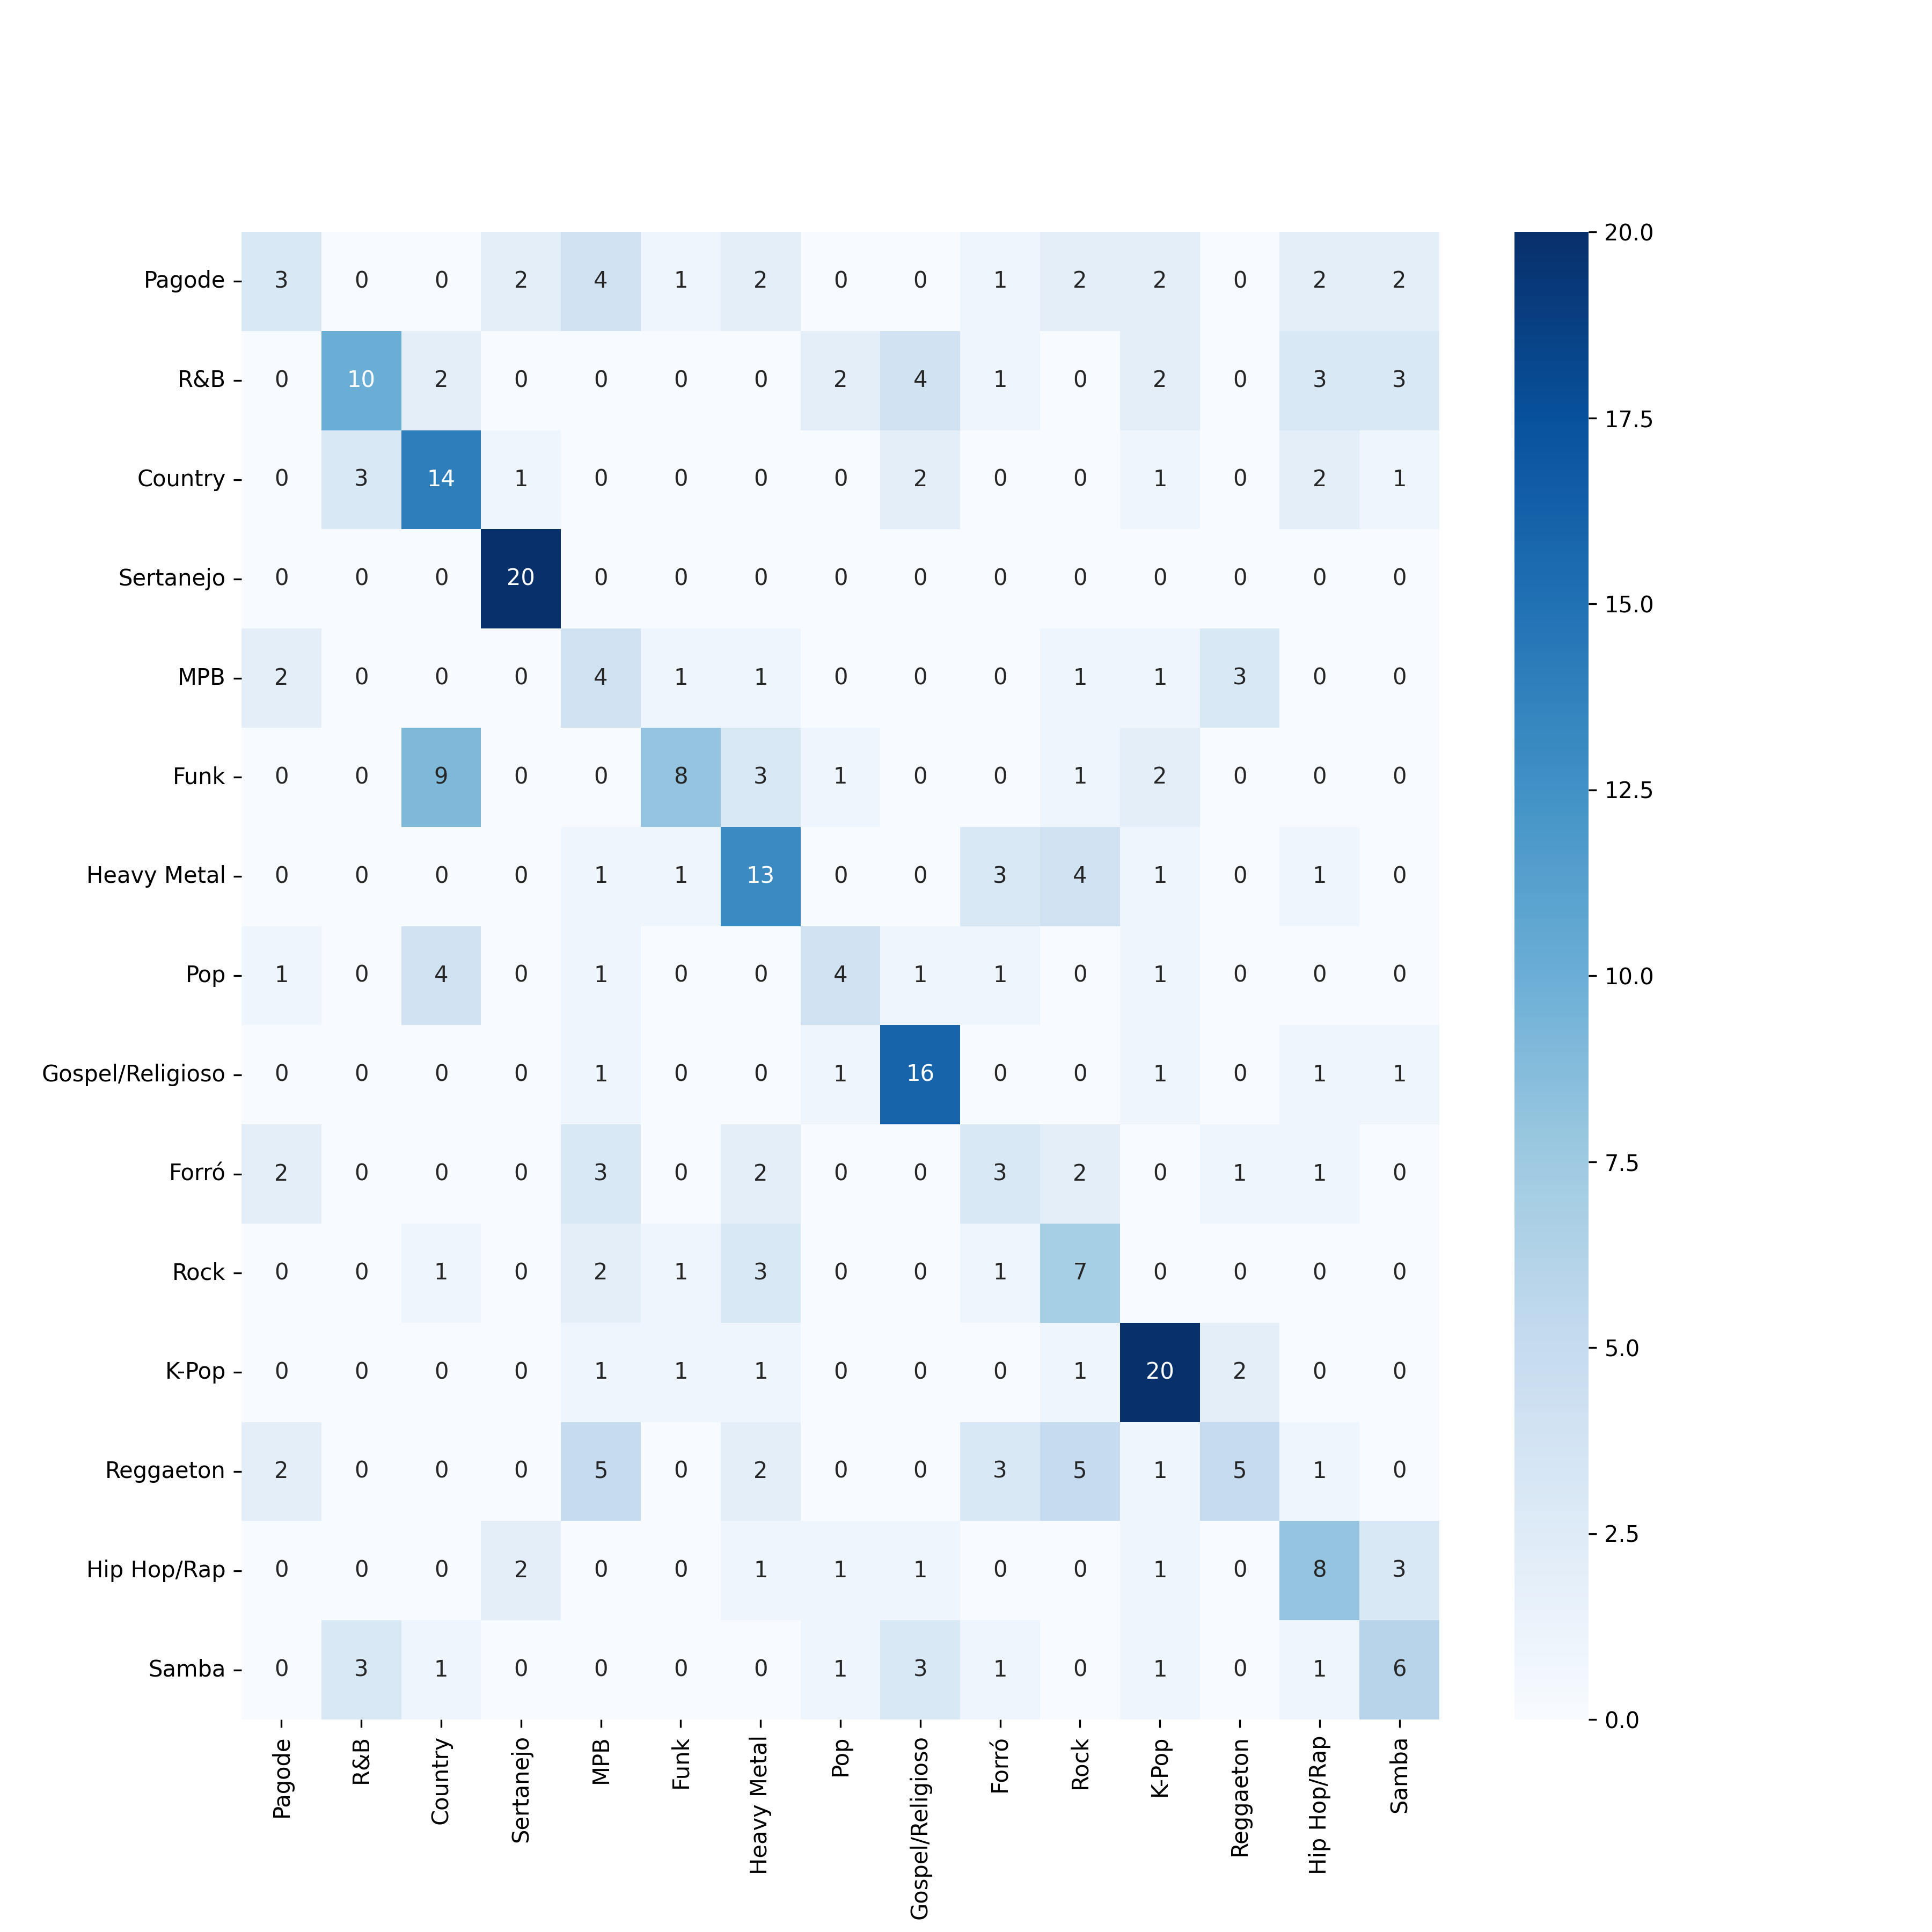 Pagode 3 0 0 2 4 1 2 0 0 1 2 2 0 2 2
R&B 0 10 2 0 0 0 0 2 4 1 0 2 0 3 3
Country 0 3 14 1 0 0 0 0 2 0 0 1 0 2 1
Sertanejo 0 0 0 20 0 0 0 0 0 0 0 0 0 0 0
MPB 2 0 0 0 4 1 1 0 0 0 1 1 3 0 0
Funk 0 0 9 0 0 8 3 1 0 0 1 2 0 0 0
Heavy Metal 0 0 0 0 1 1 13 0 0 3 4 1 0 1 0
Pop 1 0 4 0 1 0 0 4 1 1 0 1 0 0 0
Gospel/Religioso 0 0 0 0 1 0 0 1 16 0 0 1 0 1 1
Forró 2 0 0 0 3 0 2 0 0 3 2 0 1 1 0
Rock 0 0 1 0 2 1 3 0 0 1 7 0 0 0 0
K-Pop 0 0 0 0 1 1 1 0 0 0 1 20 2 0 0
Reggaeton 2 0 0 0 5 0 2 0 0 3 5 1 5 1 0
Hip Hop/Rap 0 0 0 2 0 0 1 1 1 0 0 1 0 8 3
Samba 0 3 1 0 0 0 0 1 3 1 0 1 0 1 6
Pagode
R&B
Country
Sertanejo
MPB
Funk
Heavy Metal
Pop
Gospel/Religioso
Forró
Rock
K-Pop
Reggaeton
Hip Hop/Rap
Samba
20.0
17.5
15.0
12.5
10.0
7.5
5.0
2.5
0.0